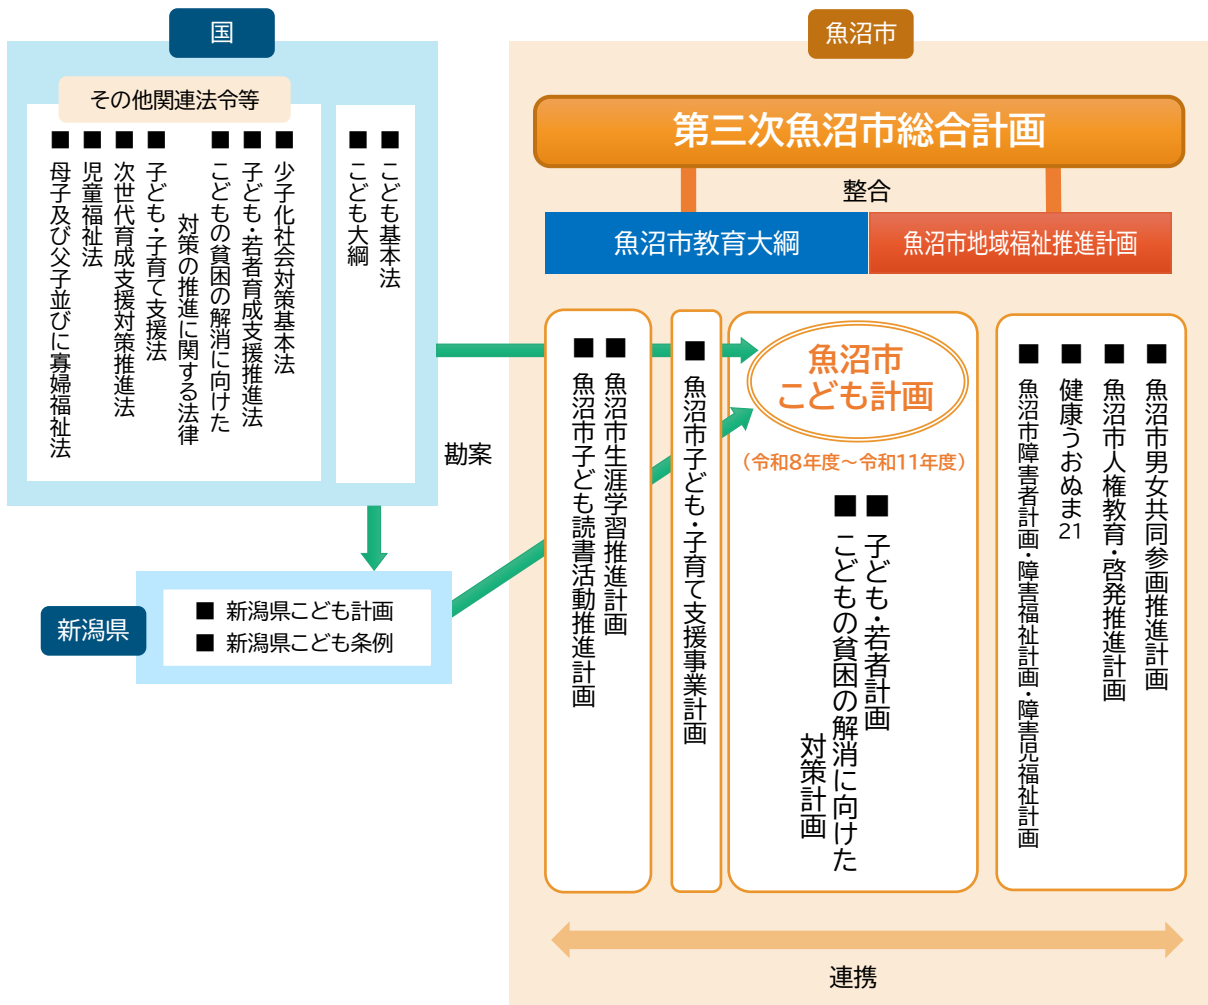 国
その他関連法令等
■ こども基本法
■ こども大綱
■ 少子化社会対策基本法
■ 子ども・若者育成支援推進法
■ こどもの貧困の解消に向けた
対策の推進に関する法律
■ 子ども・子育て支援法
■ 次世代育成支援対策推進法
■ 児童福祉法
■ 母子及び父子並びに寡婦福祉法
勘案
新潟県
■ 新潟県こども計画
■ 新潟県こども条例
魚沼市
第三次魚沼市総合計画
整合
魚沼市教育大綱
魚沼市地域福祉推進計画
■ 魚沼市男女共同参画推進計画
■ 魚沼市人権教育・啓発推進計画
■ 健康うおぬま21
■ 魚沼市障害者計画・障害福祉計画・障害児福祉計画
魚沼市
こども計画
（令和8年度～令和11年度）
■ 子ども・若者計画
■ こどもの貧困の解消に向けた
対策計画
■ 魚沼市子ども・子育て支援事業計画
■ 魚沼市生涯学習推進計画
■ 魚沼市子ども読書活動推進計画
連携